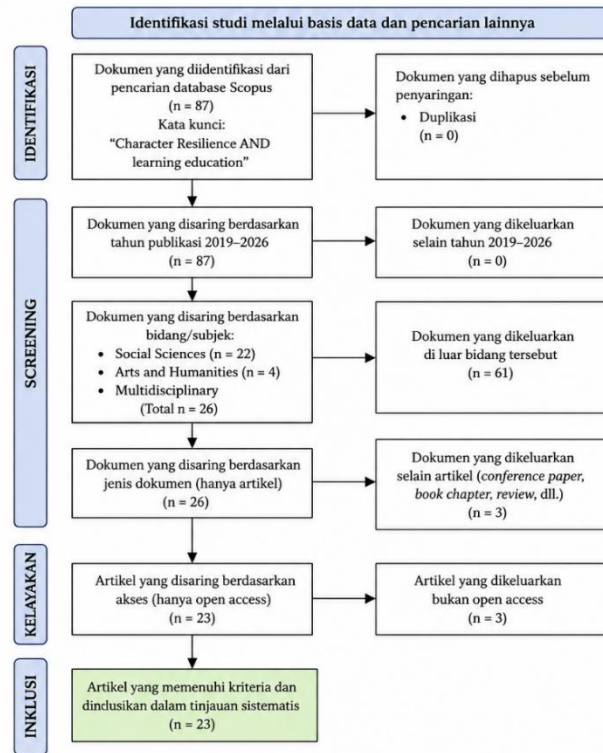 Identifikasi studi melalui basis data dan pencarian lainnya
IDENTIFIKASI
Dokumen yang diidentifikasi dari
pencarian database Scopus
(n = 87)
Kata kunci:
“Character Resilience AND
learning education”
Dokumen yang dihapus sebelum
penyaringan:
• Duplikasi
(n = 0)
SCREENING
Dokumen yang disaring berdasarkan
tahun publikasi 2019–2026
(n = 87)
Dokumen yang dikeluarkan
selain tahun 2019–2026
(n = 0)
Dokumen yang disaring berdasarkan
bidang/subjek:
• Social Sciences (n = 22)
• Arts and Humanities (n = 4)
• Multidisciplinary
(Total n = 26)
Dokumen yang dikeluarkan
di luar bidang tersebut
(n = 61)
Dokumen yang disaring berdasarkan
jenis dokumen (hanya artikel)
(n = 26)
Dokumen yang dikeluarkan
selain artikel (conference paper,
book chapter, review, dll.)
(n = 3)
KELAYAKAN
Artikel yang disaring berdasarkan
akses (hanya open access)
(n = 23)
Artikel yang dikeluarkan
bukan open access
(n = 3)
INKLUSI
Artikel yang memenuhi kriteria dan
dindusikan dalam tinjauan sistematis
(n = 23)